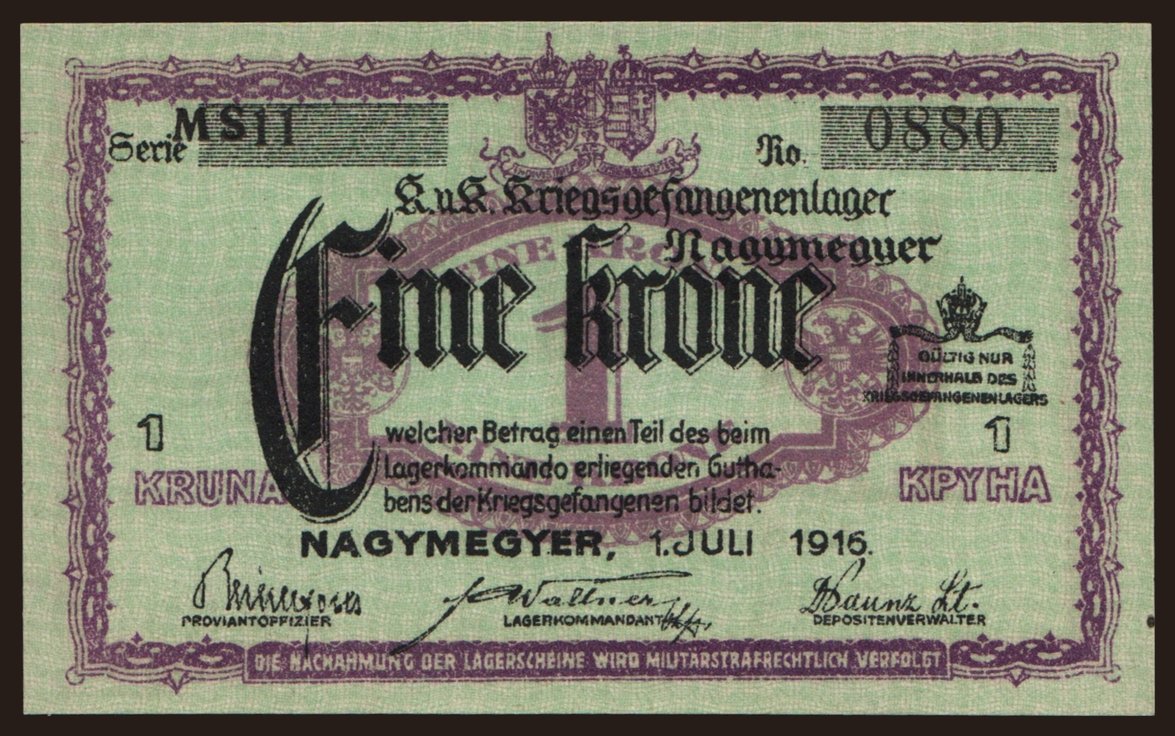 Serie MS11
No. 0880
K.u.K. Kriegsgefangenenlager
Nagymegyer
Eine Krone
1
GÜLTIG NUR
INNERHALB DES
KRIEGSGEFANGENENLAGERS
welcher Betrag einen Teil des beim
Lagerkommando erliegenden Gutha-
bens der Kriegsgefangenen bildet.
1
KRUNA
1
КРУНА
NAGYMEGYER, 1. JULI 1916.
Wallner
PROVIANTOFFIZIER
LAGERKOMMANDANT
Lt.
DEPOSITENVERWALTER
DIE NACHAHMUNG DER LAGERSCHEINE WIRD MILITÄRSTRAFRECHTLICH VERFOLGT